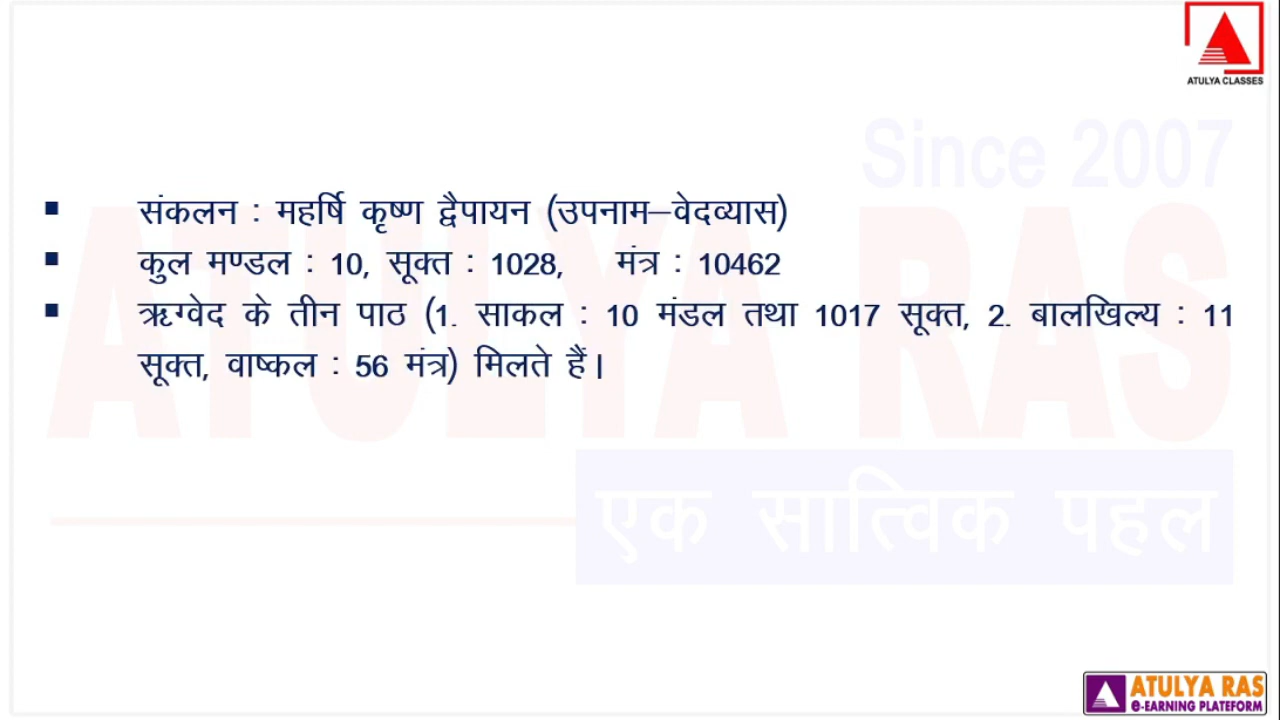 ATULYA CLASSES
Since 2007
▪ संकलन : महर्षि कृष्ण द्वैपायन (उपनाम–वेदव्यास)
▪ कुल मण्डल : 10, सूक्त : 1028, मंत्र : 10462
▪ ऋग्वेद के तीन पाठ (1. साकल : 10 मंडल तथा 1017 सूक्त, 2. बालखिल्य : 11
सूक्त, वाष्कल : 56 मंत्र) मिलते हैं।
ATULYA RAS
एक सात्विक पहल
ATULYA RAS
e-EARNING PLATEFORM